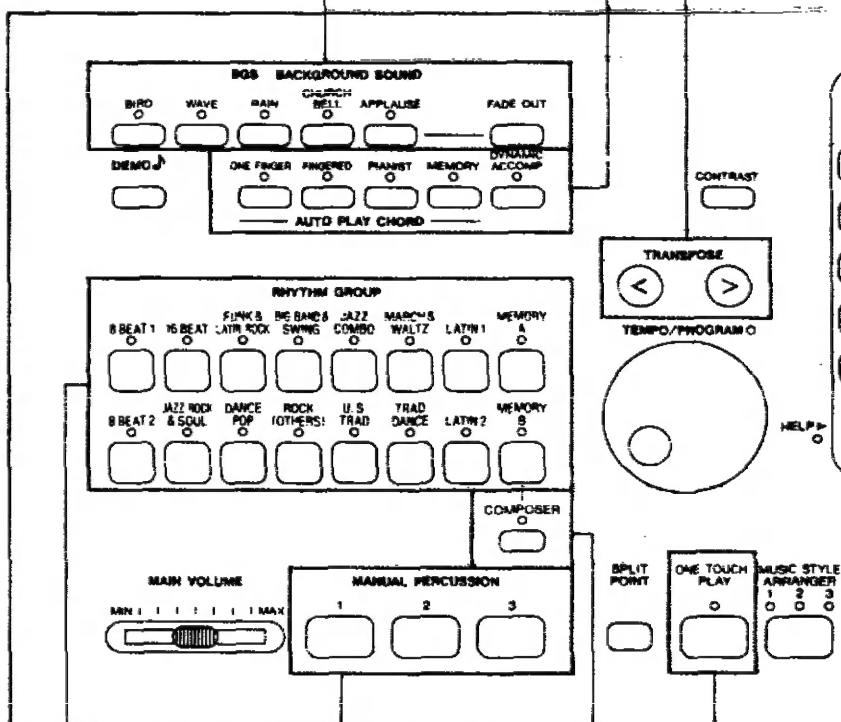 BGS BACKGROUND SOUND
BIRD WAVE RAIN CHURCH BELL APPLAUSE FADE OUT
DEMO ♪ ONE FINGER FINGERED PIANIST MEMORY DYNAMIC ACCOMP
AUTO PLAY CHORD
CONTRAST
TRANSPOSE
< >
RHYTHM GROUP
8 BEAT 1 16 BEAT FUNK & LATIN ROCK BIG BAND & SWING JAZZ COMBO MARCH & WALTZ LATIN 1 MEMORY A
TEMPO/PROGRAM
8 BEAT 2 JAZZ ROCK & SOUL DANCE POP ROCK (OTHERS) U.S TRAD TRAD DANCE LATIN 2 MEMORY B
HELP
COMPOSER
MAIN VOLUME
MIN MAX
MANUAL PERCUSSION
1 2 3
SPLIT POINT
ONE TOUCH PLAY
MUSIC STYLE ARRANGER
1 2 3